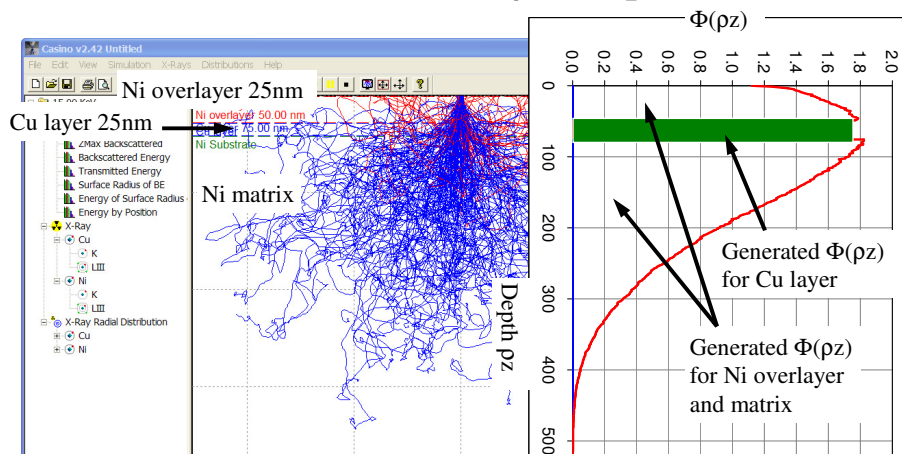 Φ(ρz)
Casino v2.42 Untitled
File Edit View Simulation X-Rays Distributions Help
Ni overlayer 25nm
Cu layer 25nm
Ni overlayer 50.00 nm
Cu layer 75.00 nm
Ni Substrate
ZMax Backscattered
Backscattered Energy
Transmitted Energy
Surface Radius of BE
Energy of Surface Radius
Energy by Position
X-Ray
Cu
K
LIII
Ni
K
LIII
X-Ray Radial Distribution
Cu
Ni
Ni matrix
Depth ρz
0.0 0.2 0.4 0.6 0.8 1.0 1.2 1.4 1.6 1.8 2.0
0
100
200
300
400
500
Generated Φ(ρz)
for Cu layer
Generated Φ(ρz)
for Ni overlayer
and matrix